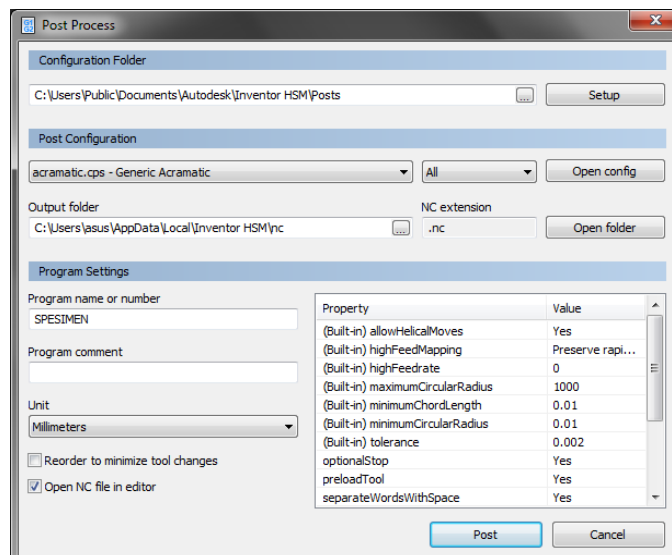 G1
G2
Post Process
Configuration Folder
C:\Users\Public\Documents\Autodesk\Inventor HSM\Posts
...
Setup
Post Configuration
acramatic.cps - Generic Acramatic
All
Open config
Output folder
NC extension
C:\Users\asus\AppData\Local\Inventor HSM\nc
...
.nc
Open folder
Program Settings
Program name or number
SPESIMEN
Program comment
Unit
Millimeters
Reorder to minimize tool changes
Open NC file in editor
Property Value
(Built-in) allowHelicalMoves Yes
(Built-in) highFeedMapping Preserve rapi...
(Built-in) highFeedrate 0
(Built-in) maximumCircularRadius 1000
(Built-in) minimumChordLength 0.01
(Built-in) minimumCircularRadius 0.01
(Built-in) tolerance 0.002
optionalStop Yes
preloadTool Yes
separateWordsWithSpace Yes
Post
Cancel